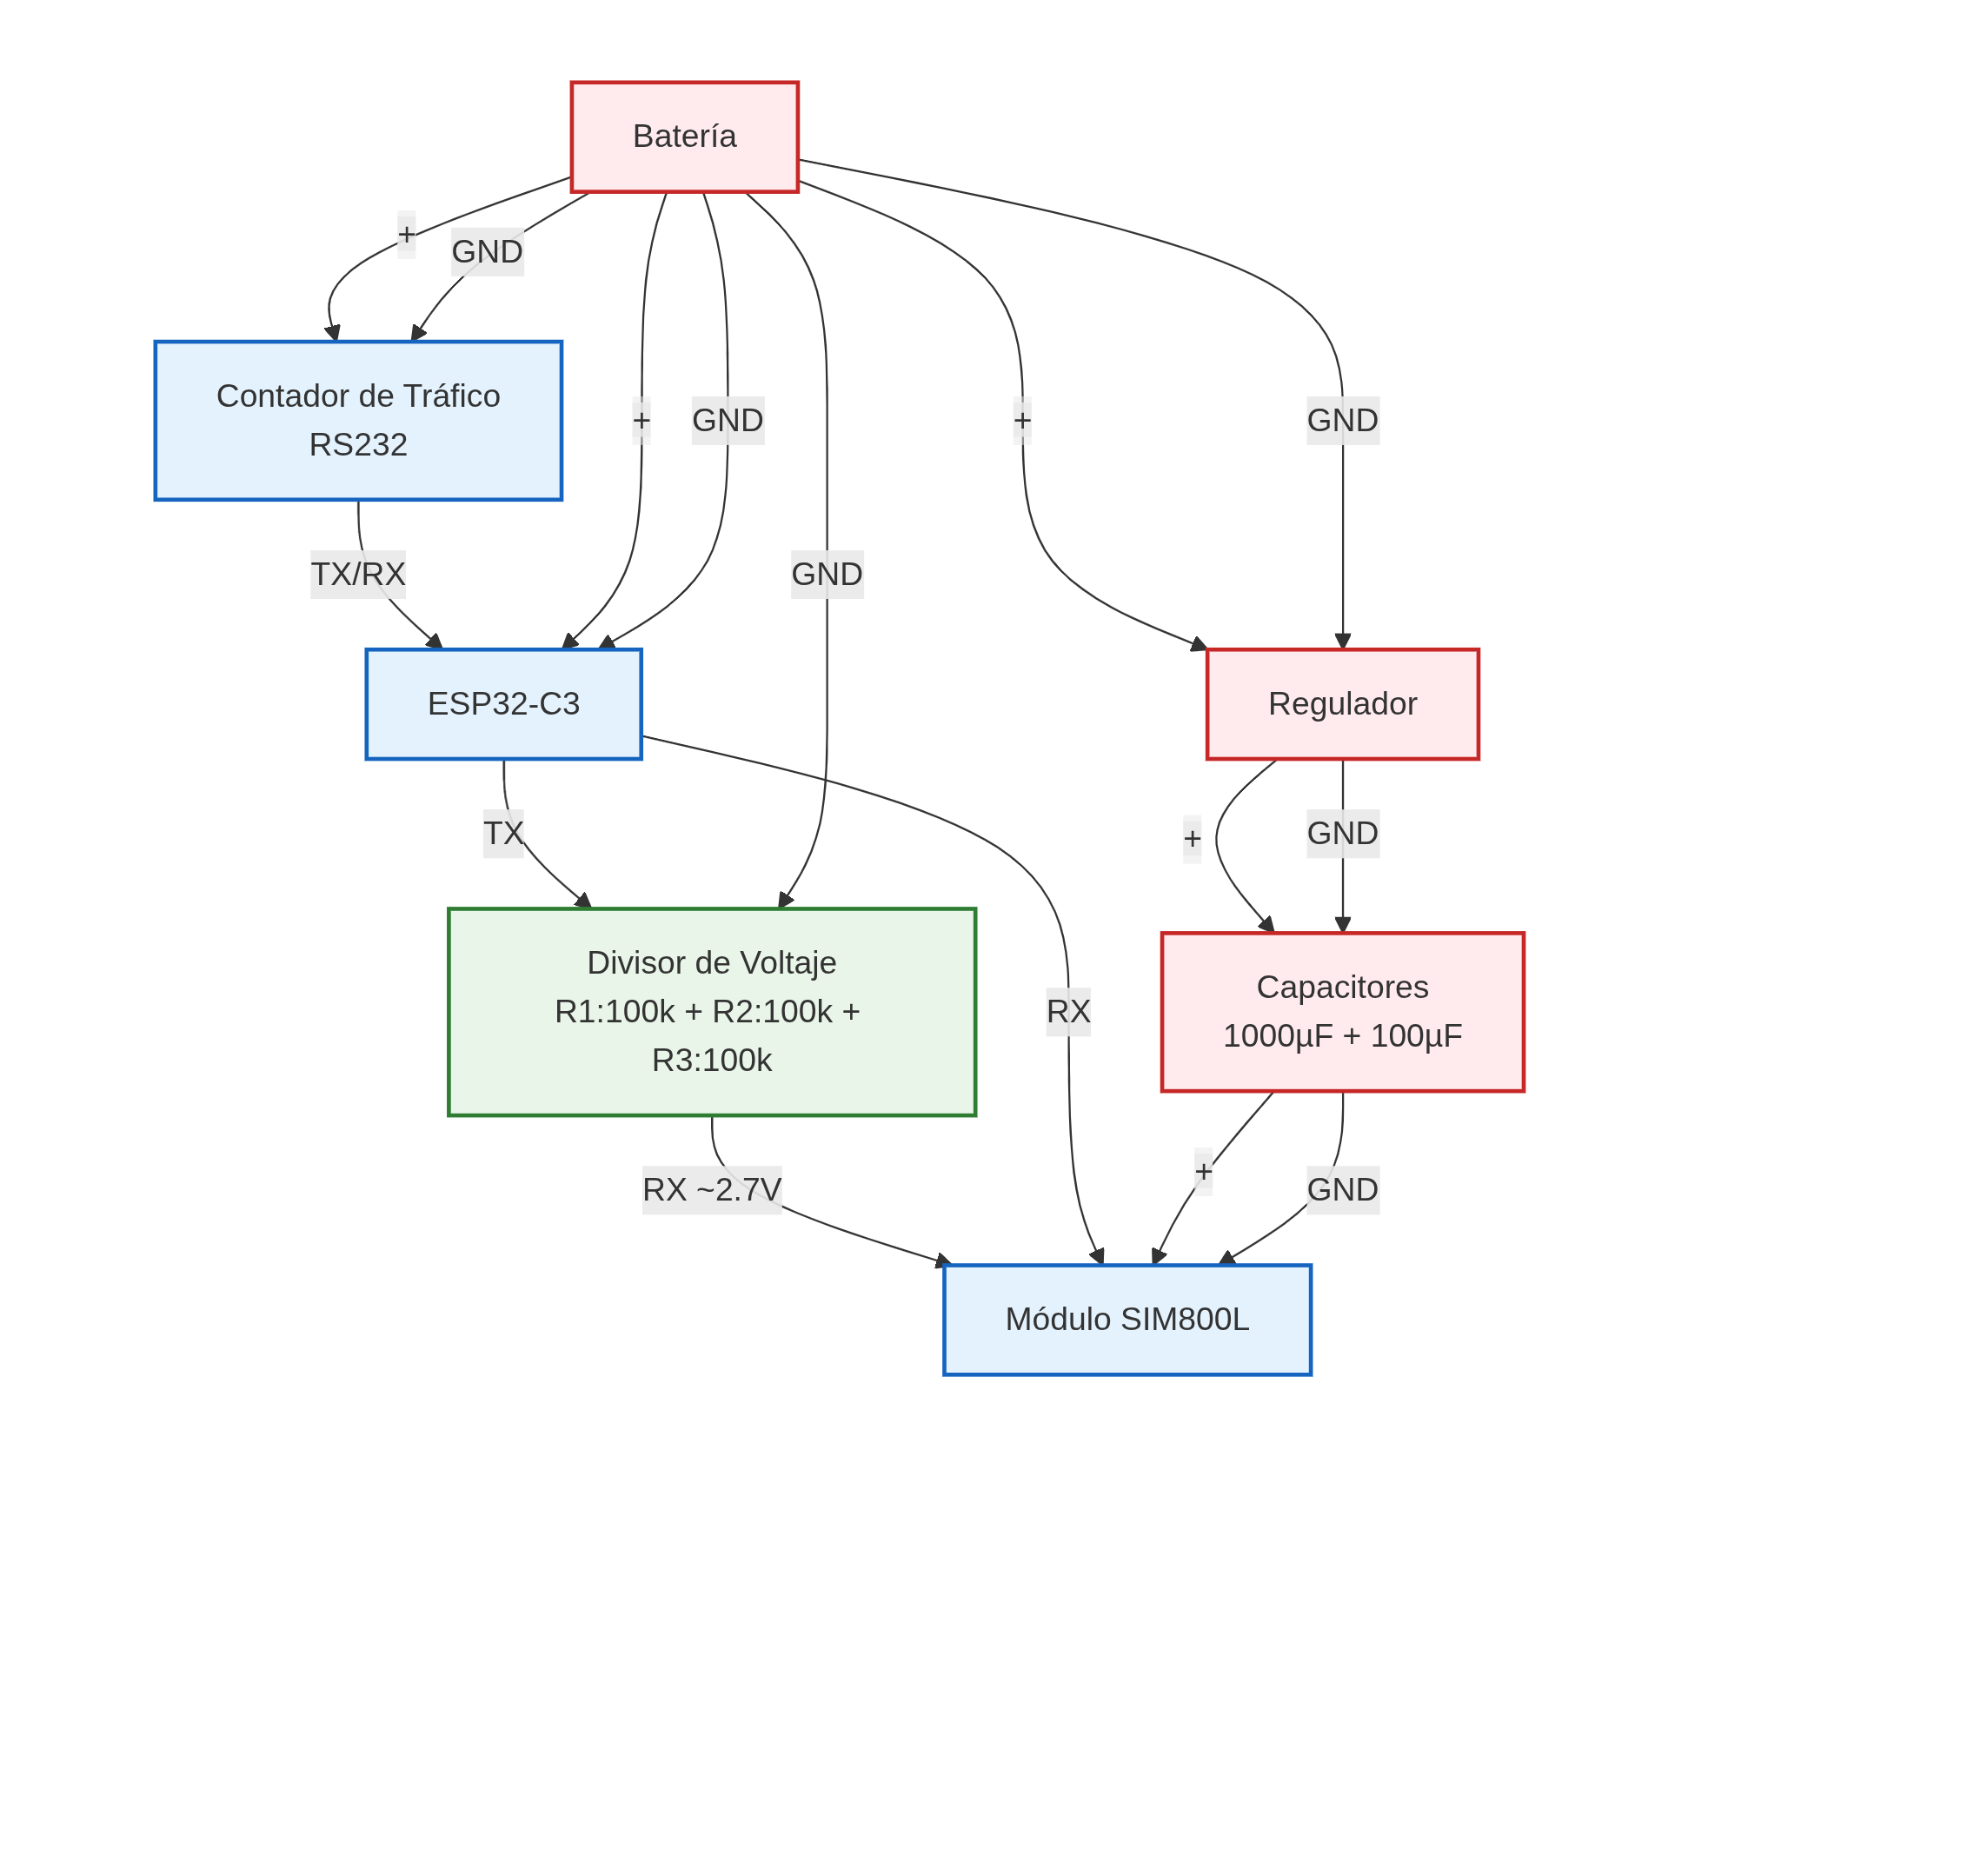 Batería
+
GND
Contador de Tráfico
RS232
+
GND
+
GND
TX/RX
GND
ESP32-C3
Regulador
TX
+
GND
Divisor de Voltaje
R1:100k + R2:100k +
R3:100k
RX
Capacitores
1000µF + 100µF
RX ~2.7V
+
GND
Módulo SIM800L